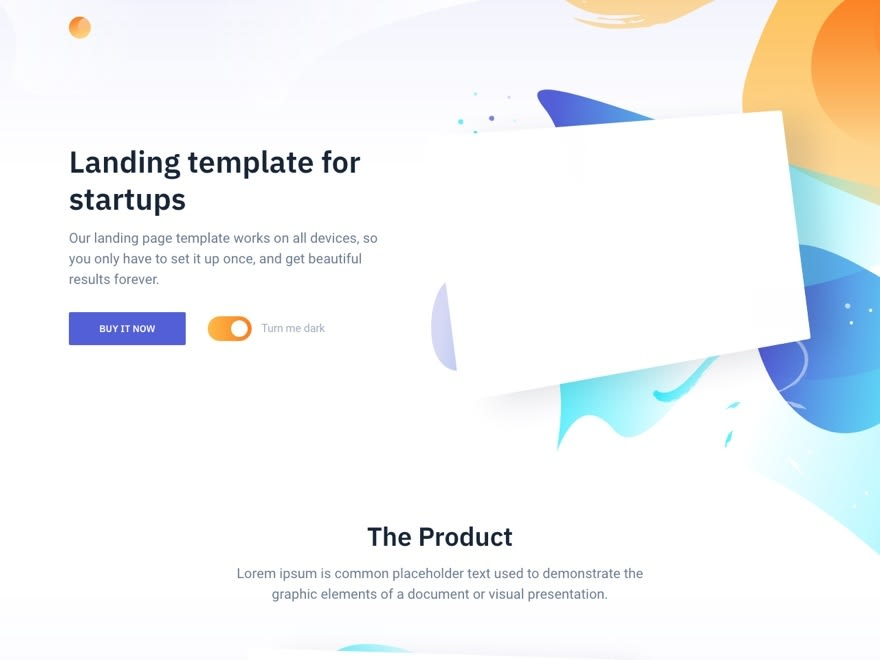 Landing template for
startups
Our landing page template works on all devices, so
you only have to set it up once, and get beautiful
results forever.
BUY IT NOW
Turn me dark
The Product
Lorem ipsum is common placeholder text used to demonstrate the
graphic elements of a document or visual presentation.